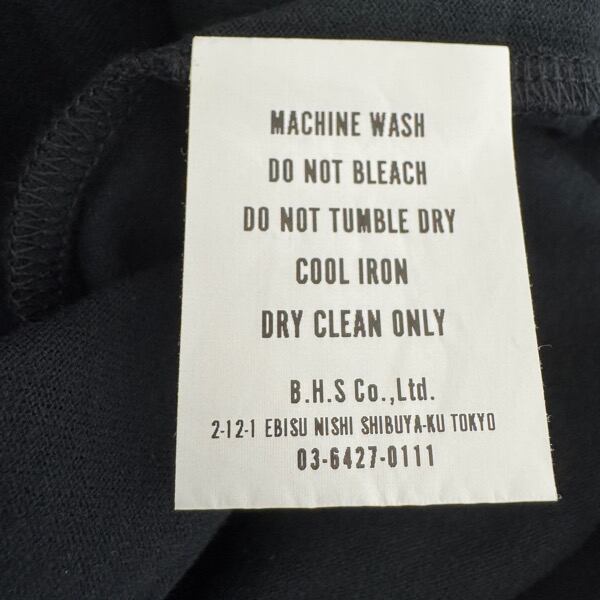 MACHINE WASH
DO NOT BLEACH
DO NOT TUMBLE DRY
COOL IRON
DRY CLEAN ONLY
B.H.S Co.,Ltd.
2-12-1 EBISU NISHI SHIBUYA-KU TOKYO
03-6427-0111